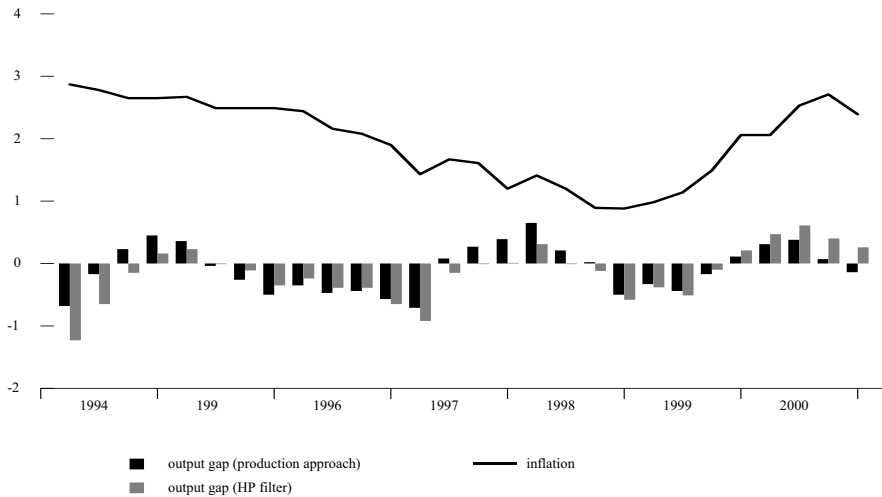 4
3
2
1
0
-1
-2
1994 199 1996 1997 1998 1999 2000
output gap (production approach) inflation
output gap (HP filter)